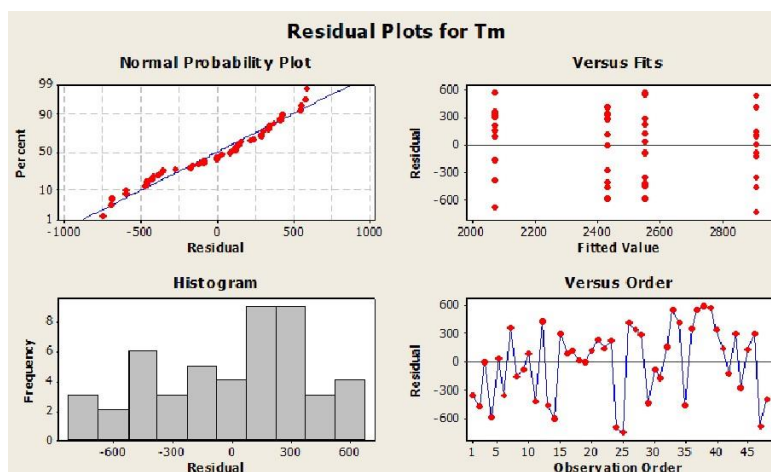 Residual Plots for Tm
Normal Probability Plot
99
90
50
10
1
Percent
-1000 -500 0 500 1000
Residual
Versus Fits
600
300
0
-300
-600
Residual
2000 2200 2400 2600 2800
Fitted Value
Histogram
8
6
4
2
0
Frequency
-600 -300 0 300 600
Residual
Versus Order
600
300
0
-300
-600
Residual
1 5 10 15 20 25 30 35 40 45
Observation Order